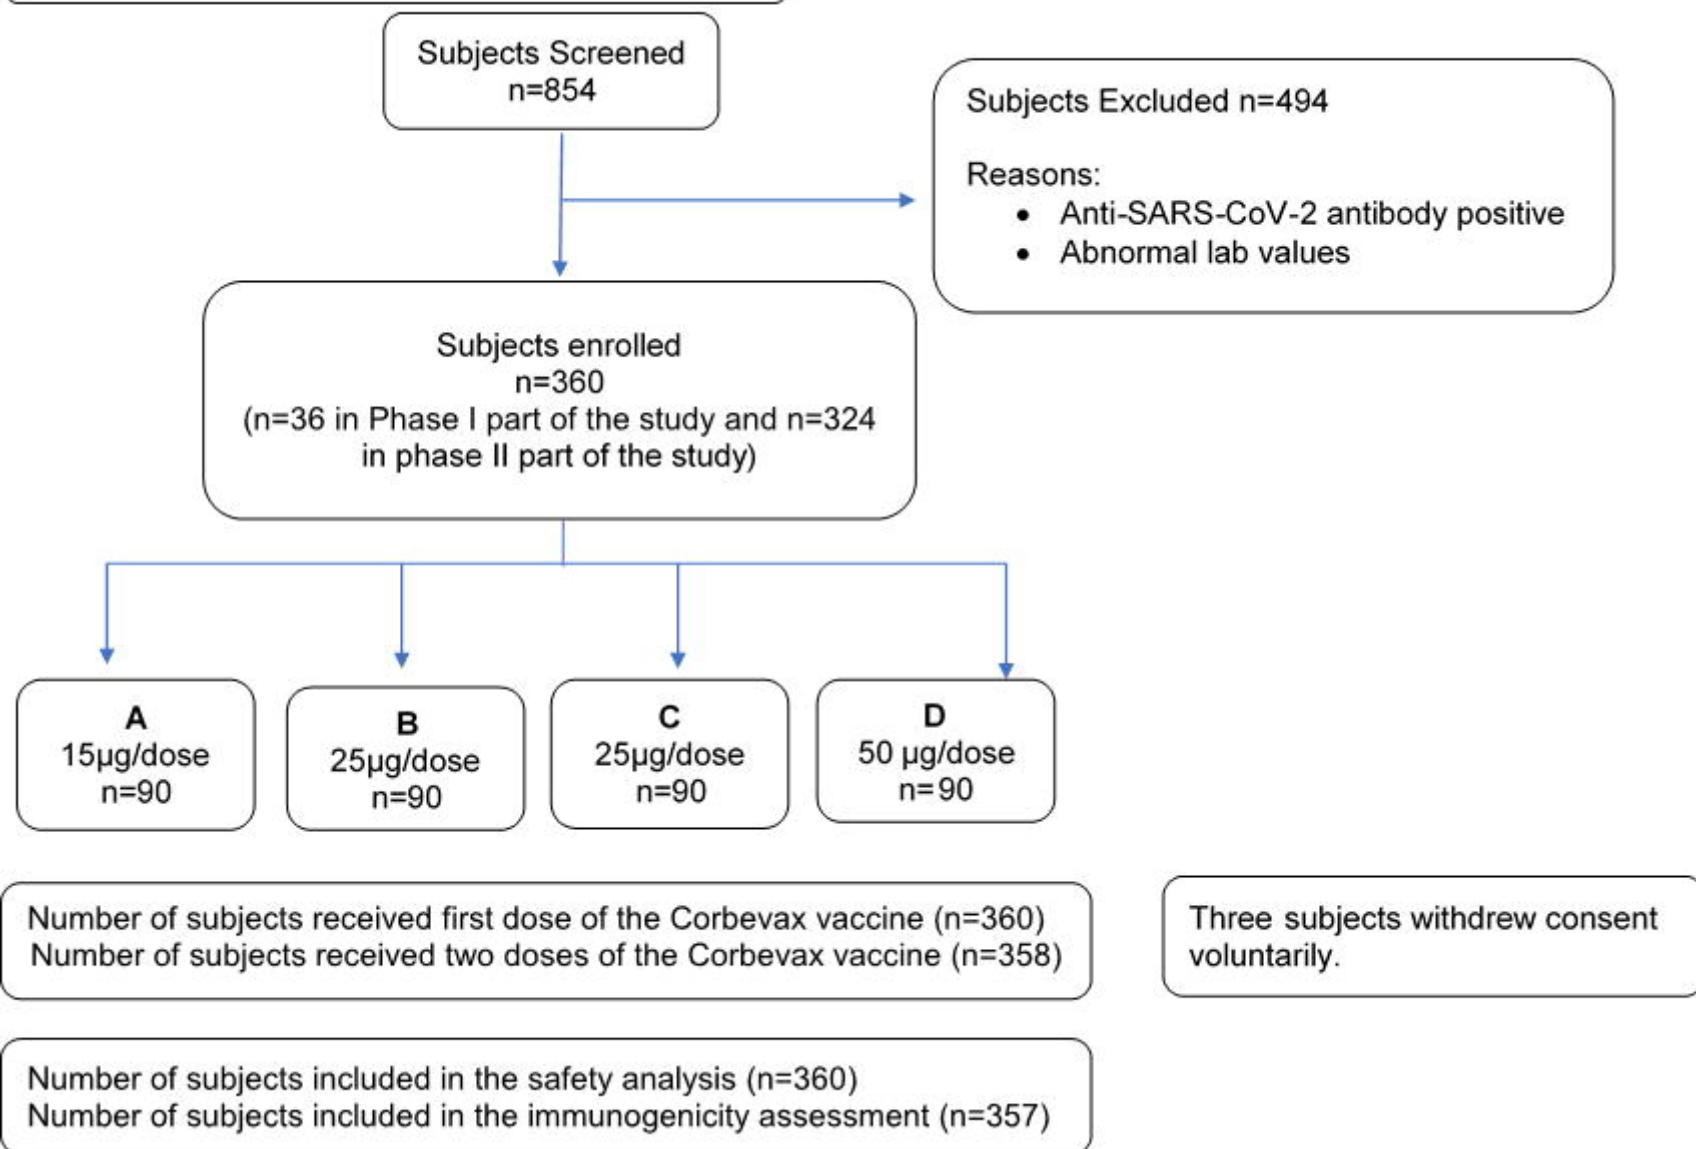 Subjects Screened
n=854
Subjects Excluded n=494
Reasons:
• Anti-SARS-CoV-2 antibody positive
• Abnormal lab values
Subjects enrolled
n=360
(n=36 in Phase I part of the study and n=324
in phase II part of the study)
A
15µg/dose
n=90
B
25µg/dose
n=90
C
25µg/dose
n=90
D
50 µg/dose
n=90
Number of subjects received first dose of the Corbevax vaccine (n=360)
Number of subjects received two doses of the Corbevax vaccine (n=358)
Three subjects withdrew consent
voluntarily.
Number of subjects included in the safety analysis (n=360)
Number of subjects included in the immunogenicity assessment (n=357)